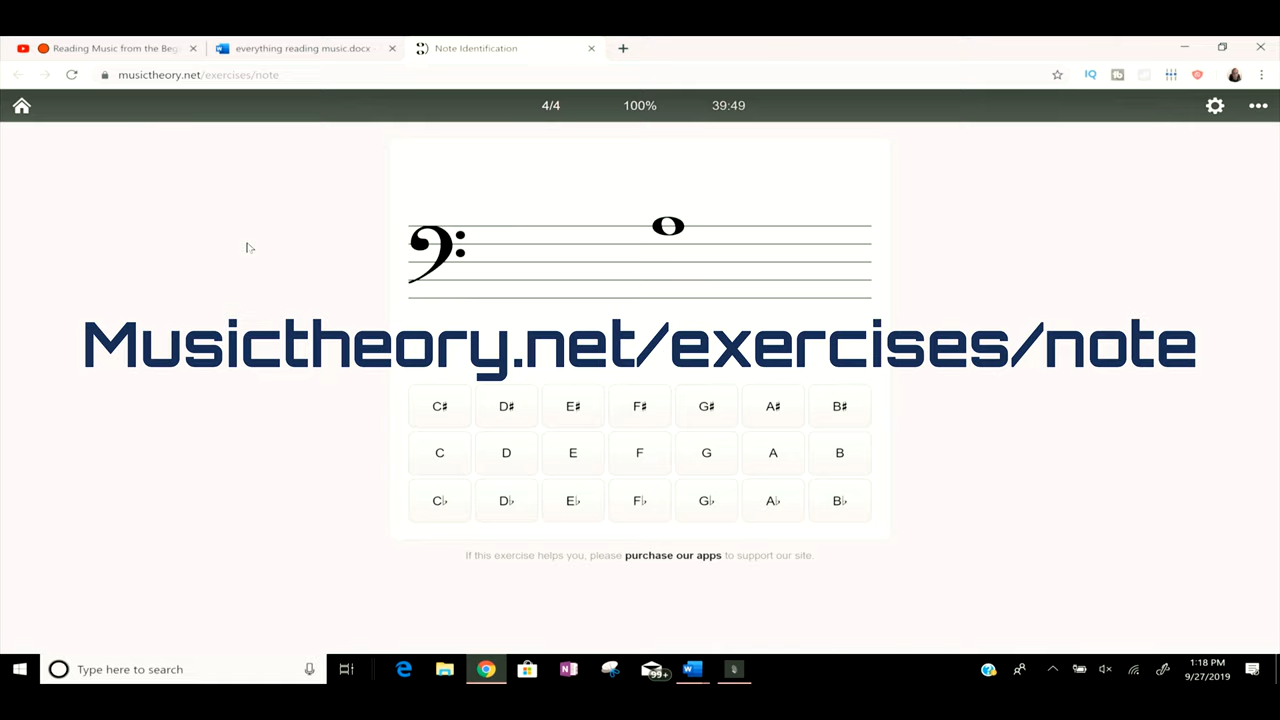 Reading Music from the Beg
everything reading music.docx
Note Identification
musictheory.net/exercises/note
IQ
4/4
100%
39:49
Musictheory.net/exercises/note
C♯ D♯ E♯ F♯ G♯ A♯ B♯
C D E F G A B
C♭ D♭ E♭ F♭ G♭ A♭ B♭
If this exercise helps you, please purchase our apps to support our site.
Type here to search
99+
1:18 PM
9/27/2019